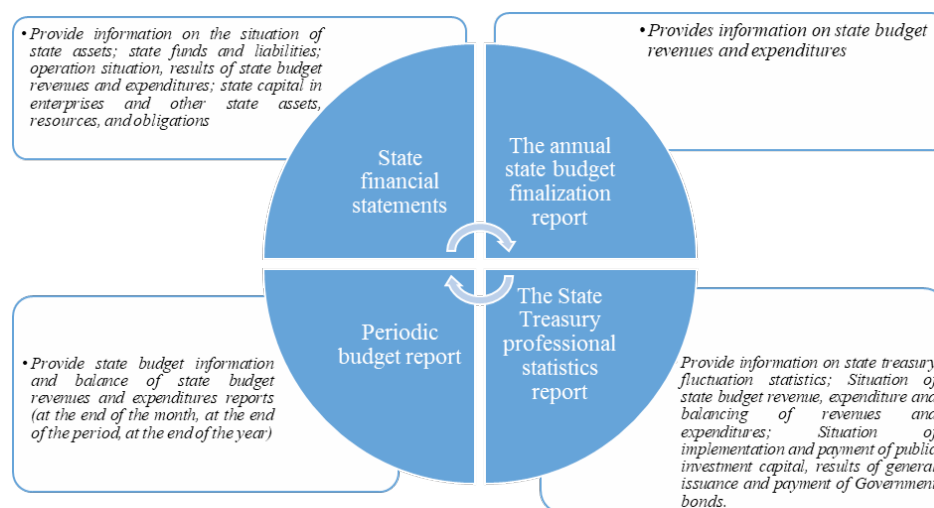 •Provide information on the situation of
state assets; state funds and liabilities;
operation situation, results of state budget
revenues and expenditures; state capital in
enterprises and other state assets,
resources, and obligations
•Provides information on state budget
revenues and expenditures
State
financial
statements
The annual
state budget
finalization
report
Periodic
budget report
The State
Treasury
professional
statistics
report
•Provide state budget information
and balance of state budget
revenues and expenditures reports
(at the end of the month, at the end
of the period, at the end of the year)
Provide information on state treasury
fluctuation statistics; Situation of
state budget revenue, expenditure and
balancing of revenues and
expenditures; Situation of
implementation and payment of public
investment capital, results of general
issuance and payment of Government
bonds.